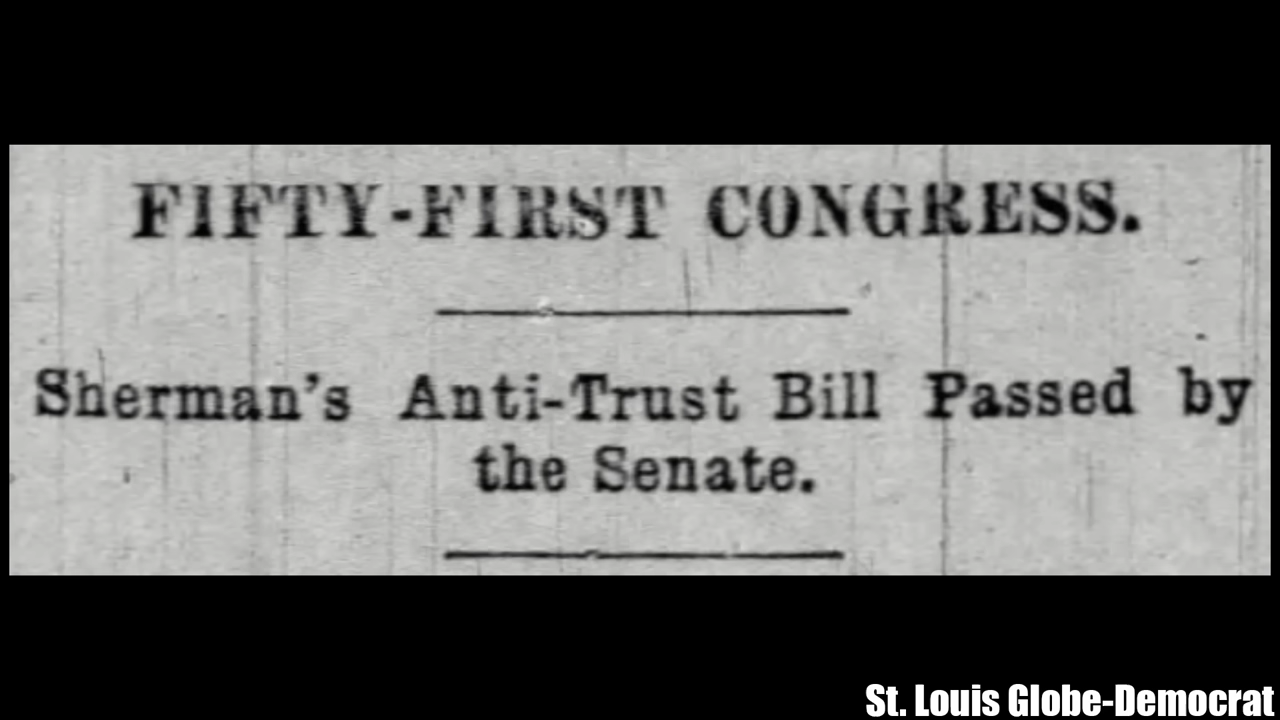 FIFTY-FIRST CONGRESS.
Sherman's Anti-Trust Bill Passed by
the Senate.
St. Louis Globe-Democrat